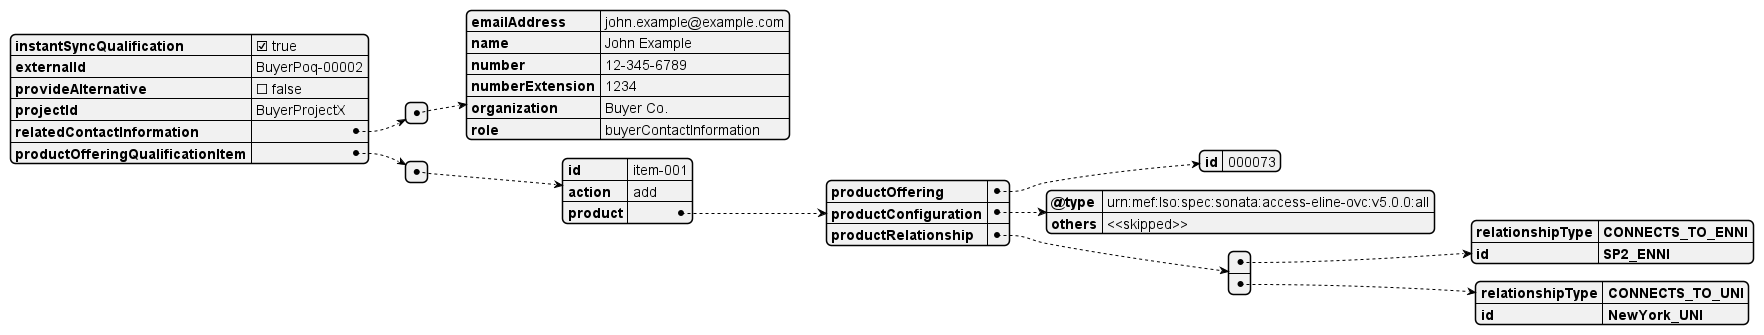 instantSyncQualification ☑ true
externalId BuyerPoq-00002
provideAlternative ☐ false
projectId BuyerProjectX
relatedContactInformation
productOfferingQualificationItem
emailAddress john.example@example.com
name John Example
number 12-345-6789
numberExtension 1234
organization Buyer Co.
role buyerContactInformation
id item-001
action add
product
productOffering
productConfiguration
productRelationship
id 000073
@type urn:mef:lso:spec:sonata:access-eline-ovc:v5.0.0:all
others <<skipped>>
relationshipType CONNECTS_TO_ENNI
id SP2_ENNI
relationshipType CONNECTS_TO_UNI
id NewYork_UNI